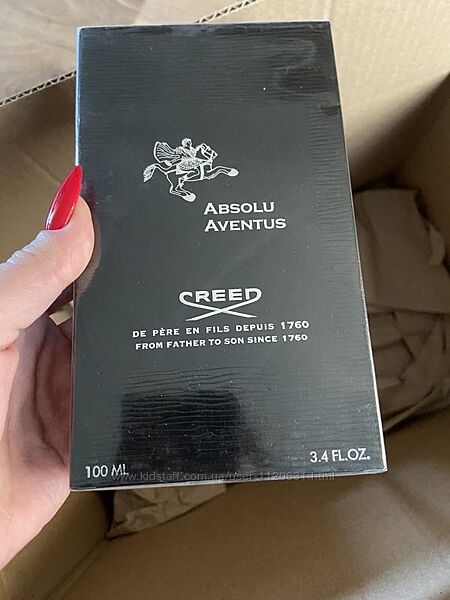 ABSOLU
AVENTUS
CREED
DE PÈRE EN FILS DEPUIS 1760
FROM FATHER TO SON SINCE 1760
100 ML
3.4 FL.OZ.